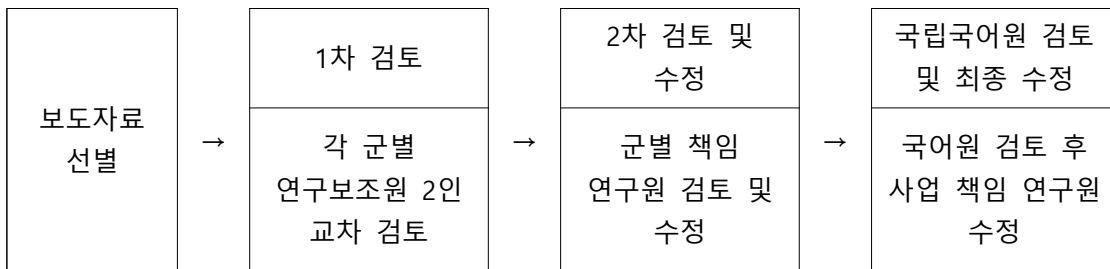 보도자료
선별
→
1차 검토
각 군별
연구보조원 2인
교차 검토
→
2차 검토 및
수정
군별 책임
연구원 검토 및
수정
→
국립국어원 검토
및 최종 수정
국어원 검토 후
사업 책임 연구원
수정